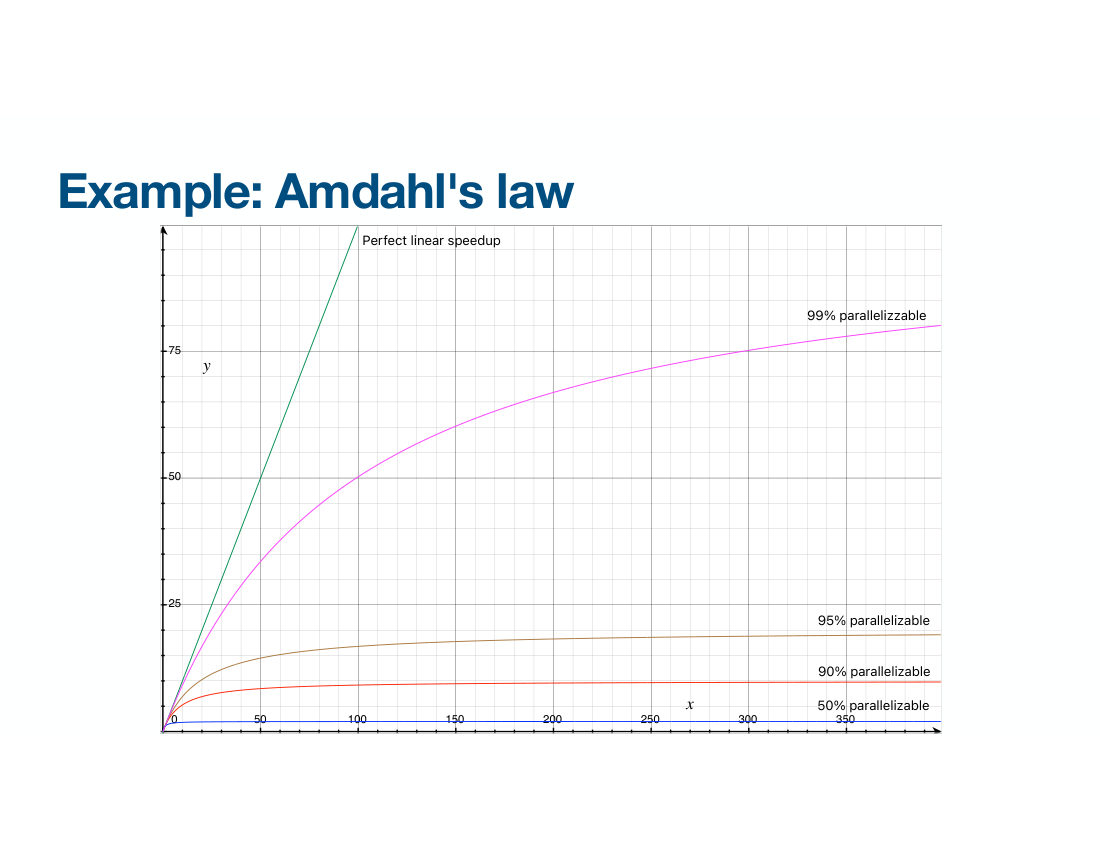 Example: Amdahl's law
Perfect linear speedup
99% parallelizzable
75
y
50
25
95% parallelizable
90% parallelizable
x
50% parallelizable
0 50 100 150 200 250 300 350